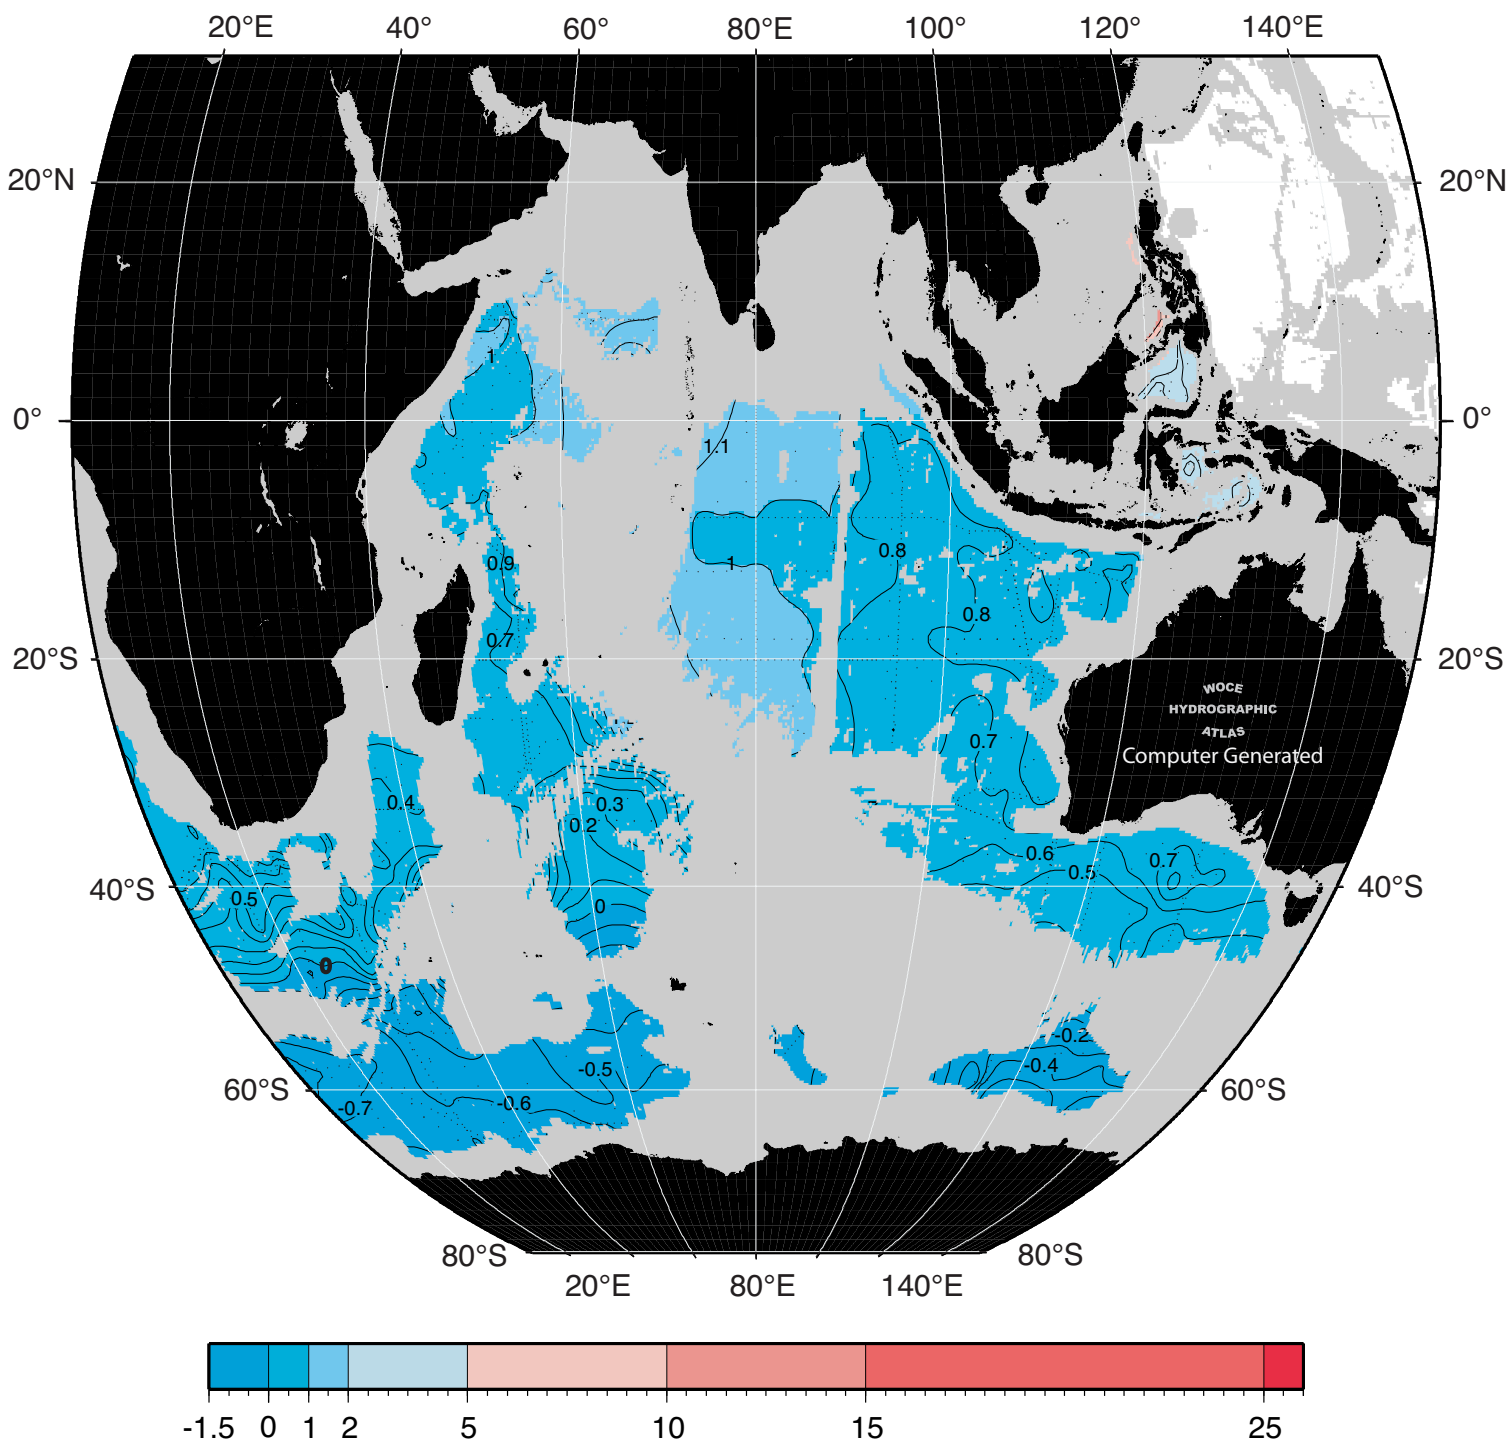 20°E 40° 60° 80°E 100° 120° 140°E
20°N 20°N
1
0° 0°
1.1
0.8
0.9 1
0.8
0.7
20°S 20°S
WOCE
HYDROGRAPHIC
ATLAS
0.7
Computer Generated
0.4 0.3
0.2
0.6 0.7
0.5
40°S 40°S
0.5 0
0
-0.2
-0.5 -0.4
60°S 60°S
-0.7 -0.6
80°S 80°S
20°E 80°E 140°E
-1.5 0 1 2 5 10 15 25